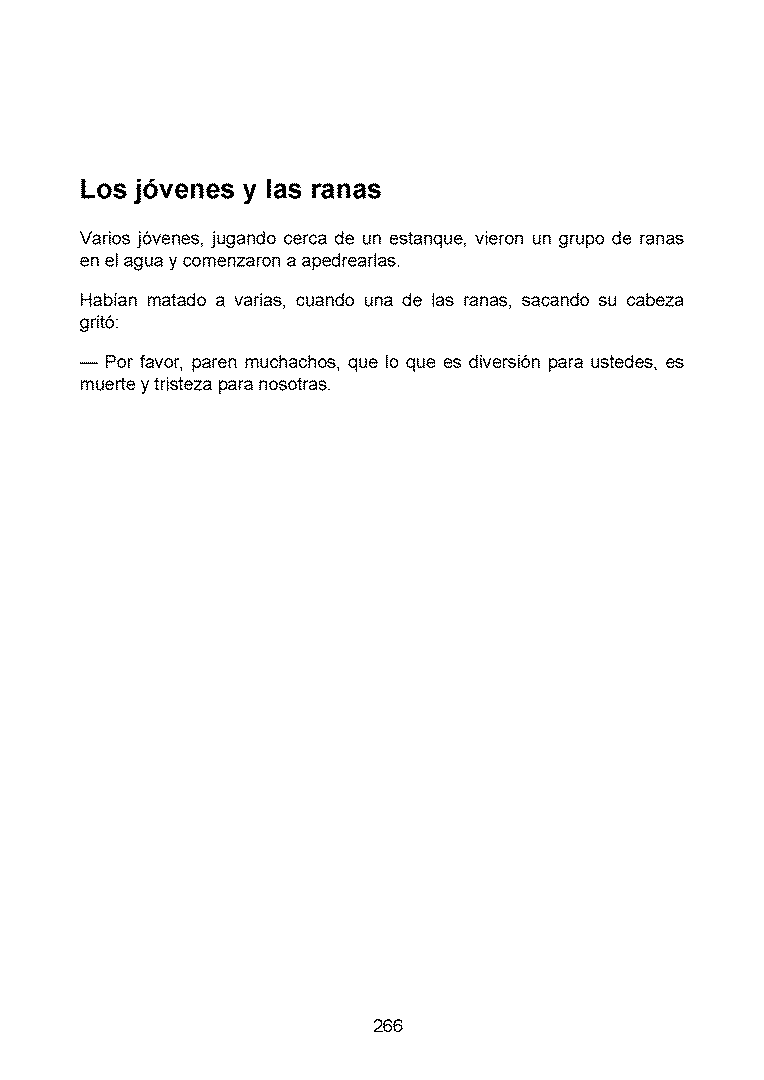 Los jóvenes y las ranas
Varios jóvenes, jugando cerca de un estanque, vieron un grupo de ranas
en el agua y comenzaron a apedrearlas.
Habían matado a varias, cuando una de las ranas, sacando su cabeza
gritó:
— Por favor, paren muchachos, que lo que es diversión para ustedes, es
muerte y tristeza para nosotras.
266